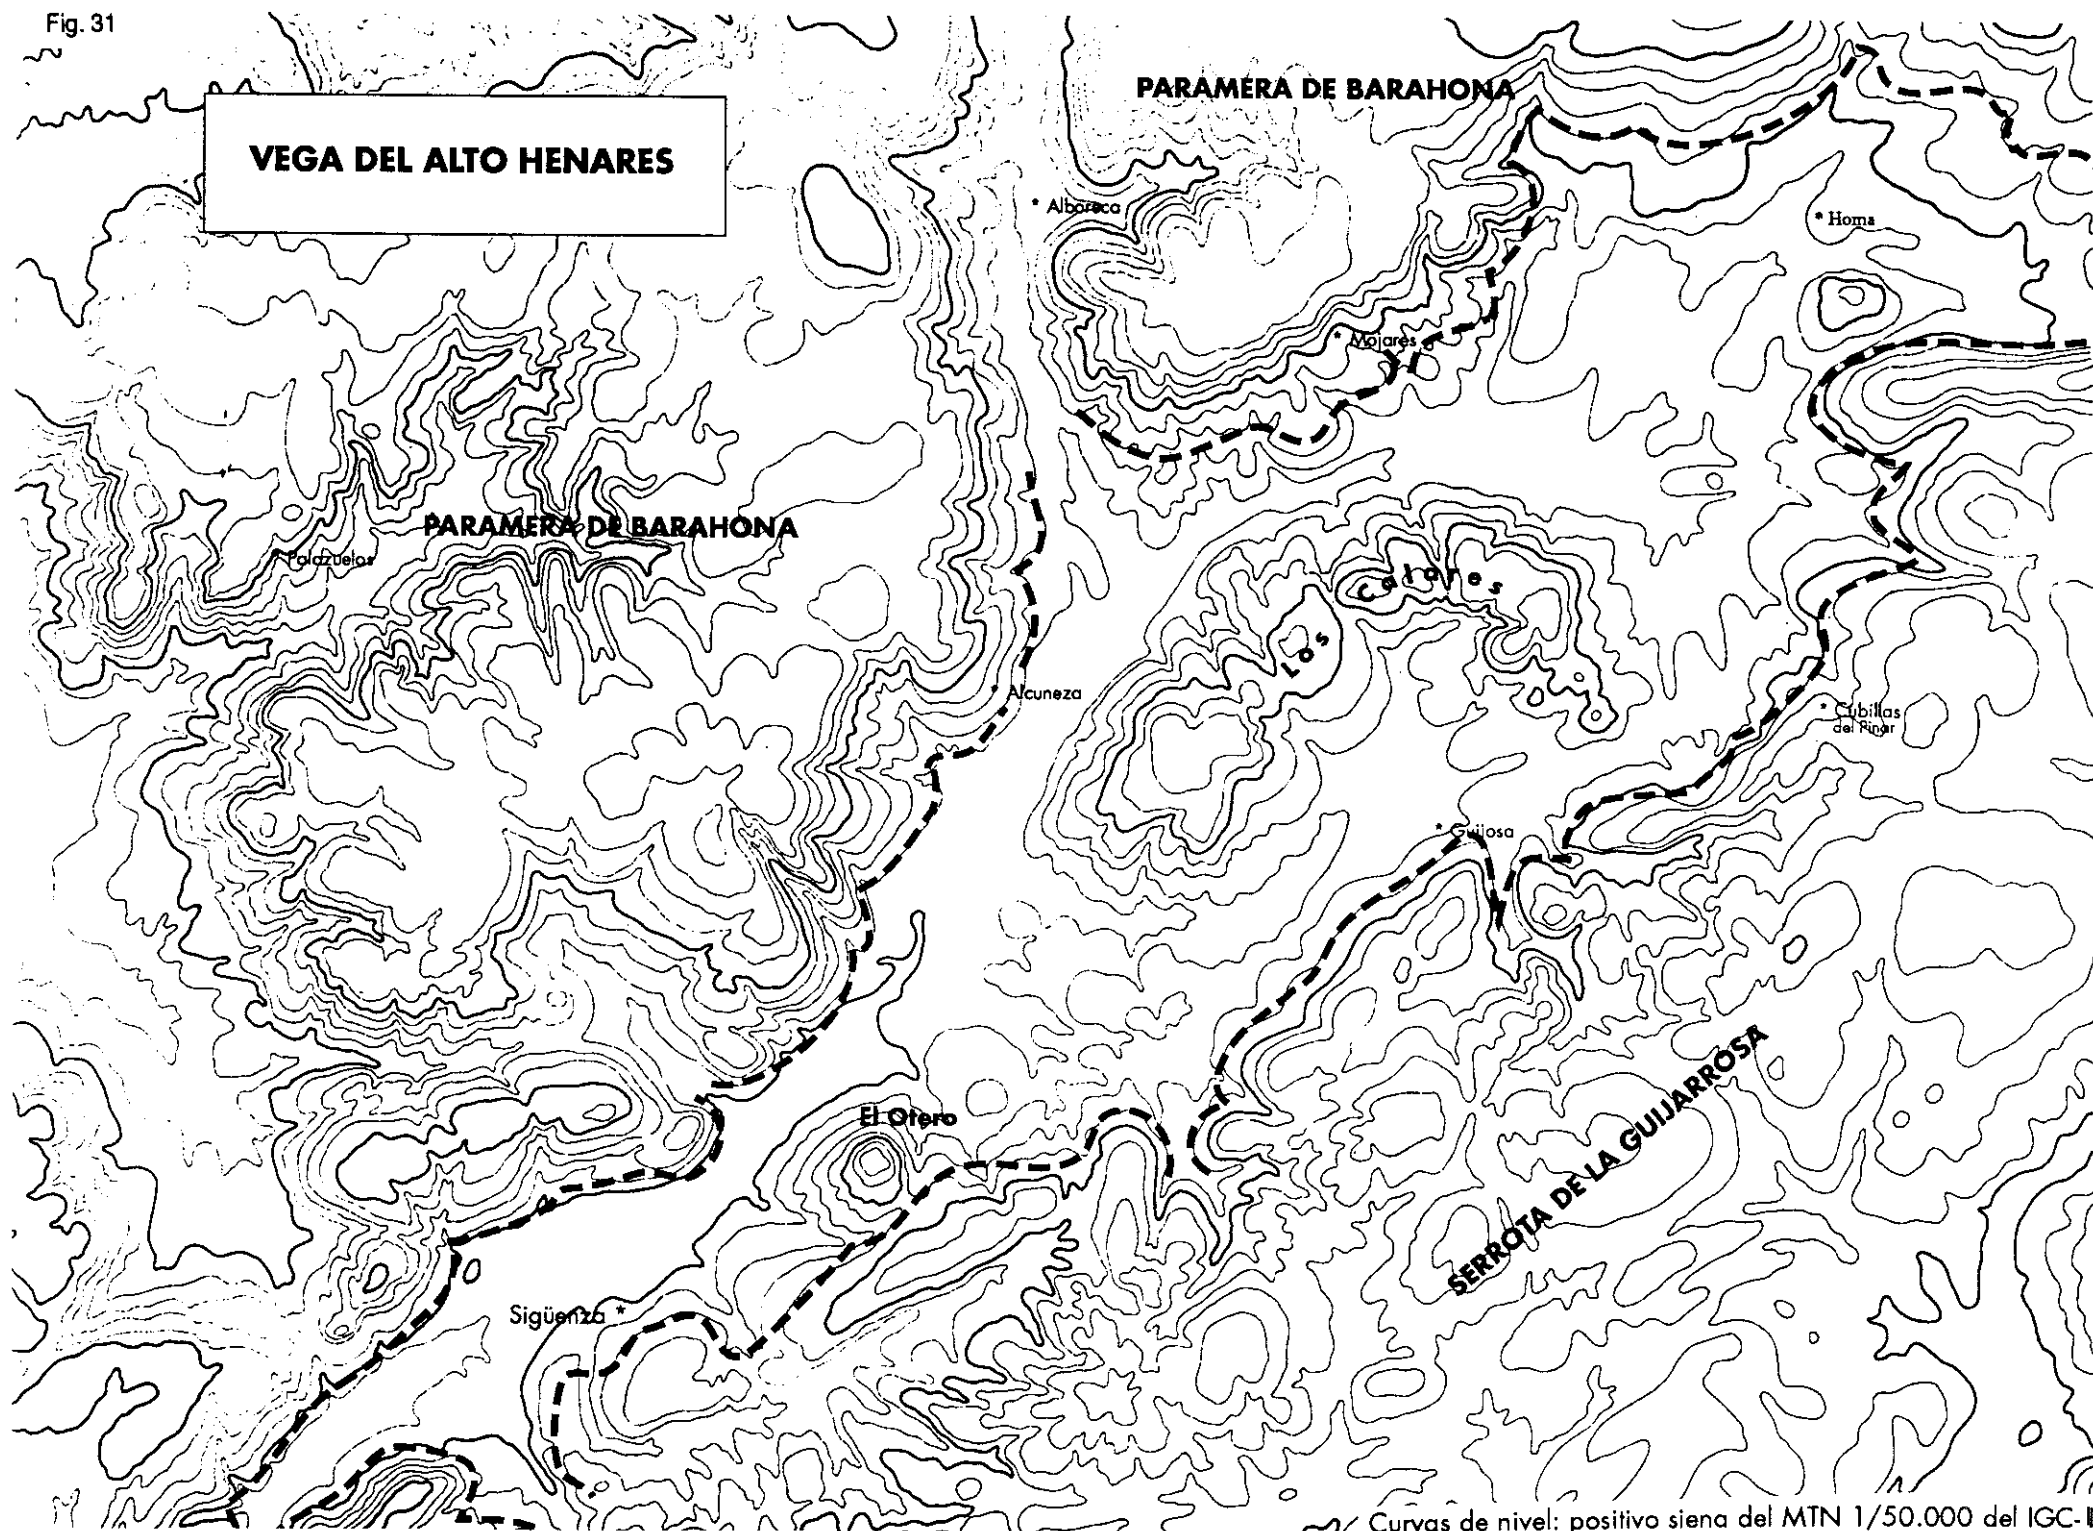 Fig. 31
PARAMERA DE BARAHONA
VEGA DEL ALTO HENARES
* Alboreca
* Horna
* Mojares
PARAMERA DE BARAHONA
Palazuelos
Los Calares
* Alcuneza
* Cubillas
del Pinar
* Guijosa
El Otero
SERROTA DE LA GUIJARROSA
Sigüenza *
Curvas de nivel: positivo siena del MTN 1/50.000 del IGC-